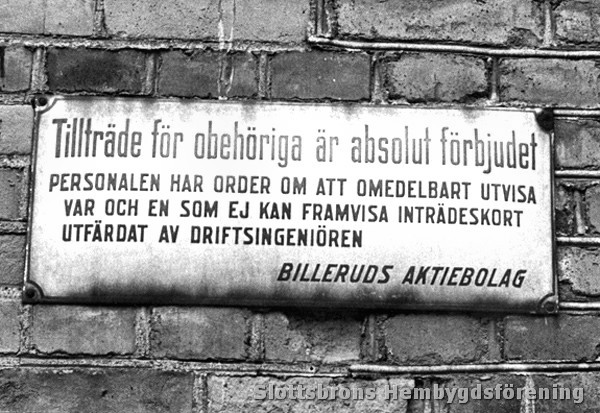 Tillträde för obehöriga är absolut förbjudet
PERSONALEN HAR ORDER OM ATT OMEDELBART UTVISA
VAR OCH EN SOM EJ KAN FRAMVISA INTRÄDESKORT
UTFÄRDAT AV DRIFTSINGENIÖREN
BILLERUDS AKTIEBOLAG
Slottsbrons Hembygdsförening